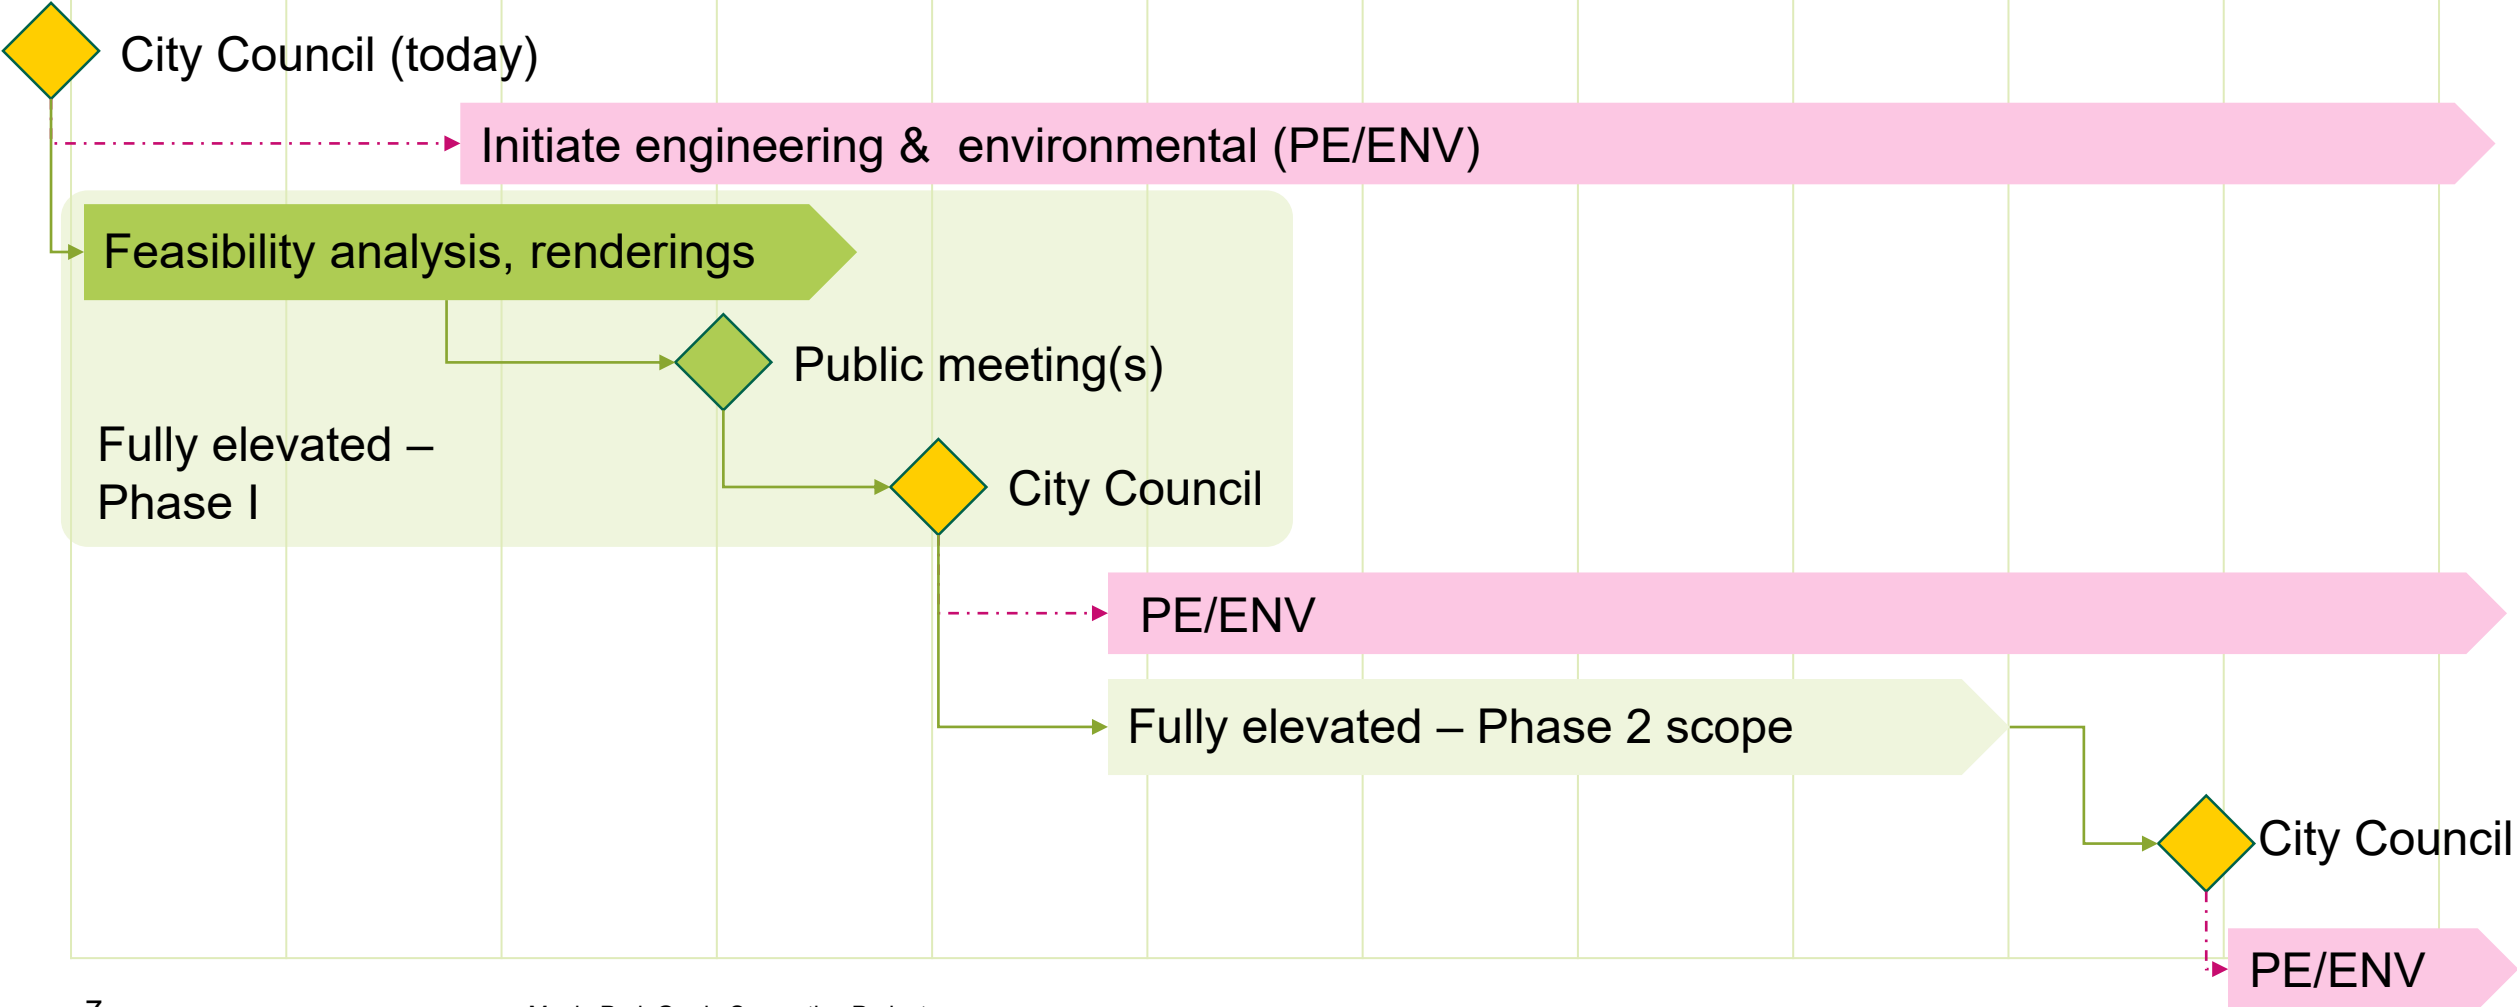 City Council (today)
Initiate engineering & environmental (PE/ENV)
Feasibility analysis, renderings
Public meeting(s)
Fully elevated –
Phase I
City Council
PE/ENV
Fully elevated – Phase 2 scope
City Council
PE/ENV